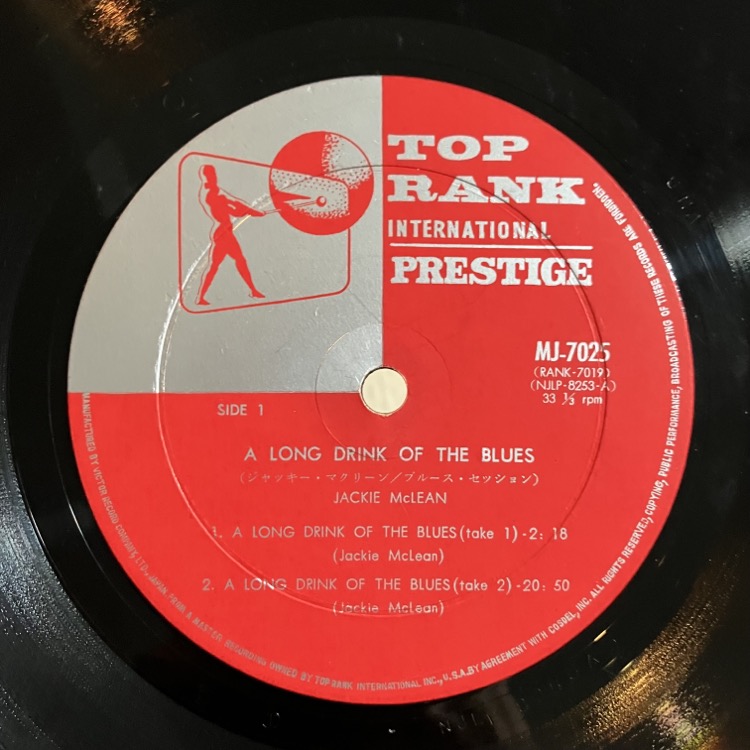 TOP
RANK
INTERNATIONAL
PRESTIGE
MJ-7025
(RANK-7019)
(NJLP-8253-A)
33 ⅓ rpm
SIDE 1
A LONG DRINK OF THE BLUES
(ジャッキー・マクリーン/ブルース・セッション)
JACKIE McLEAN
1. A LONG DRINK OF THE BLUES(take 1)-2:18
(Jackie McLean)
2. A LONG DRINK OF THE BLUES(take 2)-20:50
(Jackie McLean)
MANUFACTURED BY VICTOR RECORD COMPANY, LTD., JAPAN, FROM A MASTER RECORDING OWNED BY TOP RANK INTERNATIONAL INC., U.S.A. BY AGREEMENT WITH COSDEL, INC. ALL RIGHTS RESERVED, COPYING, PUBLIC PERFORMANCE, BROADCASTING OF THESE RECORDS ARE FORBIDDEN.